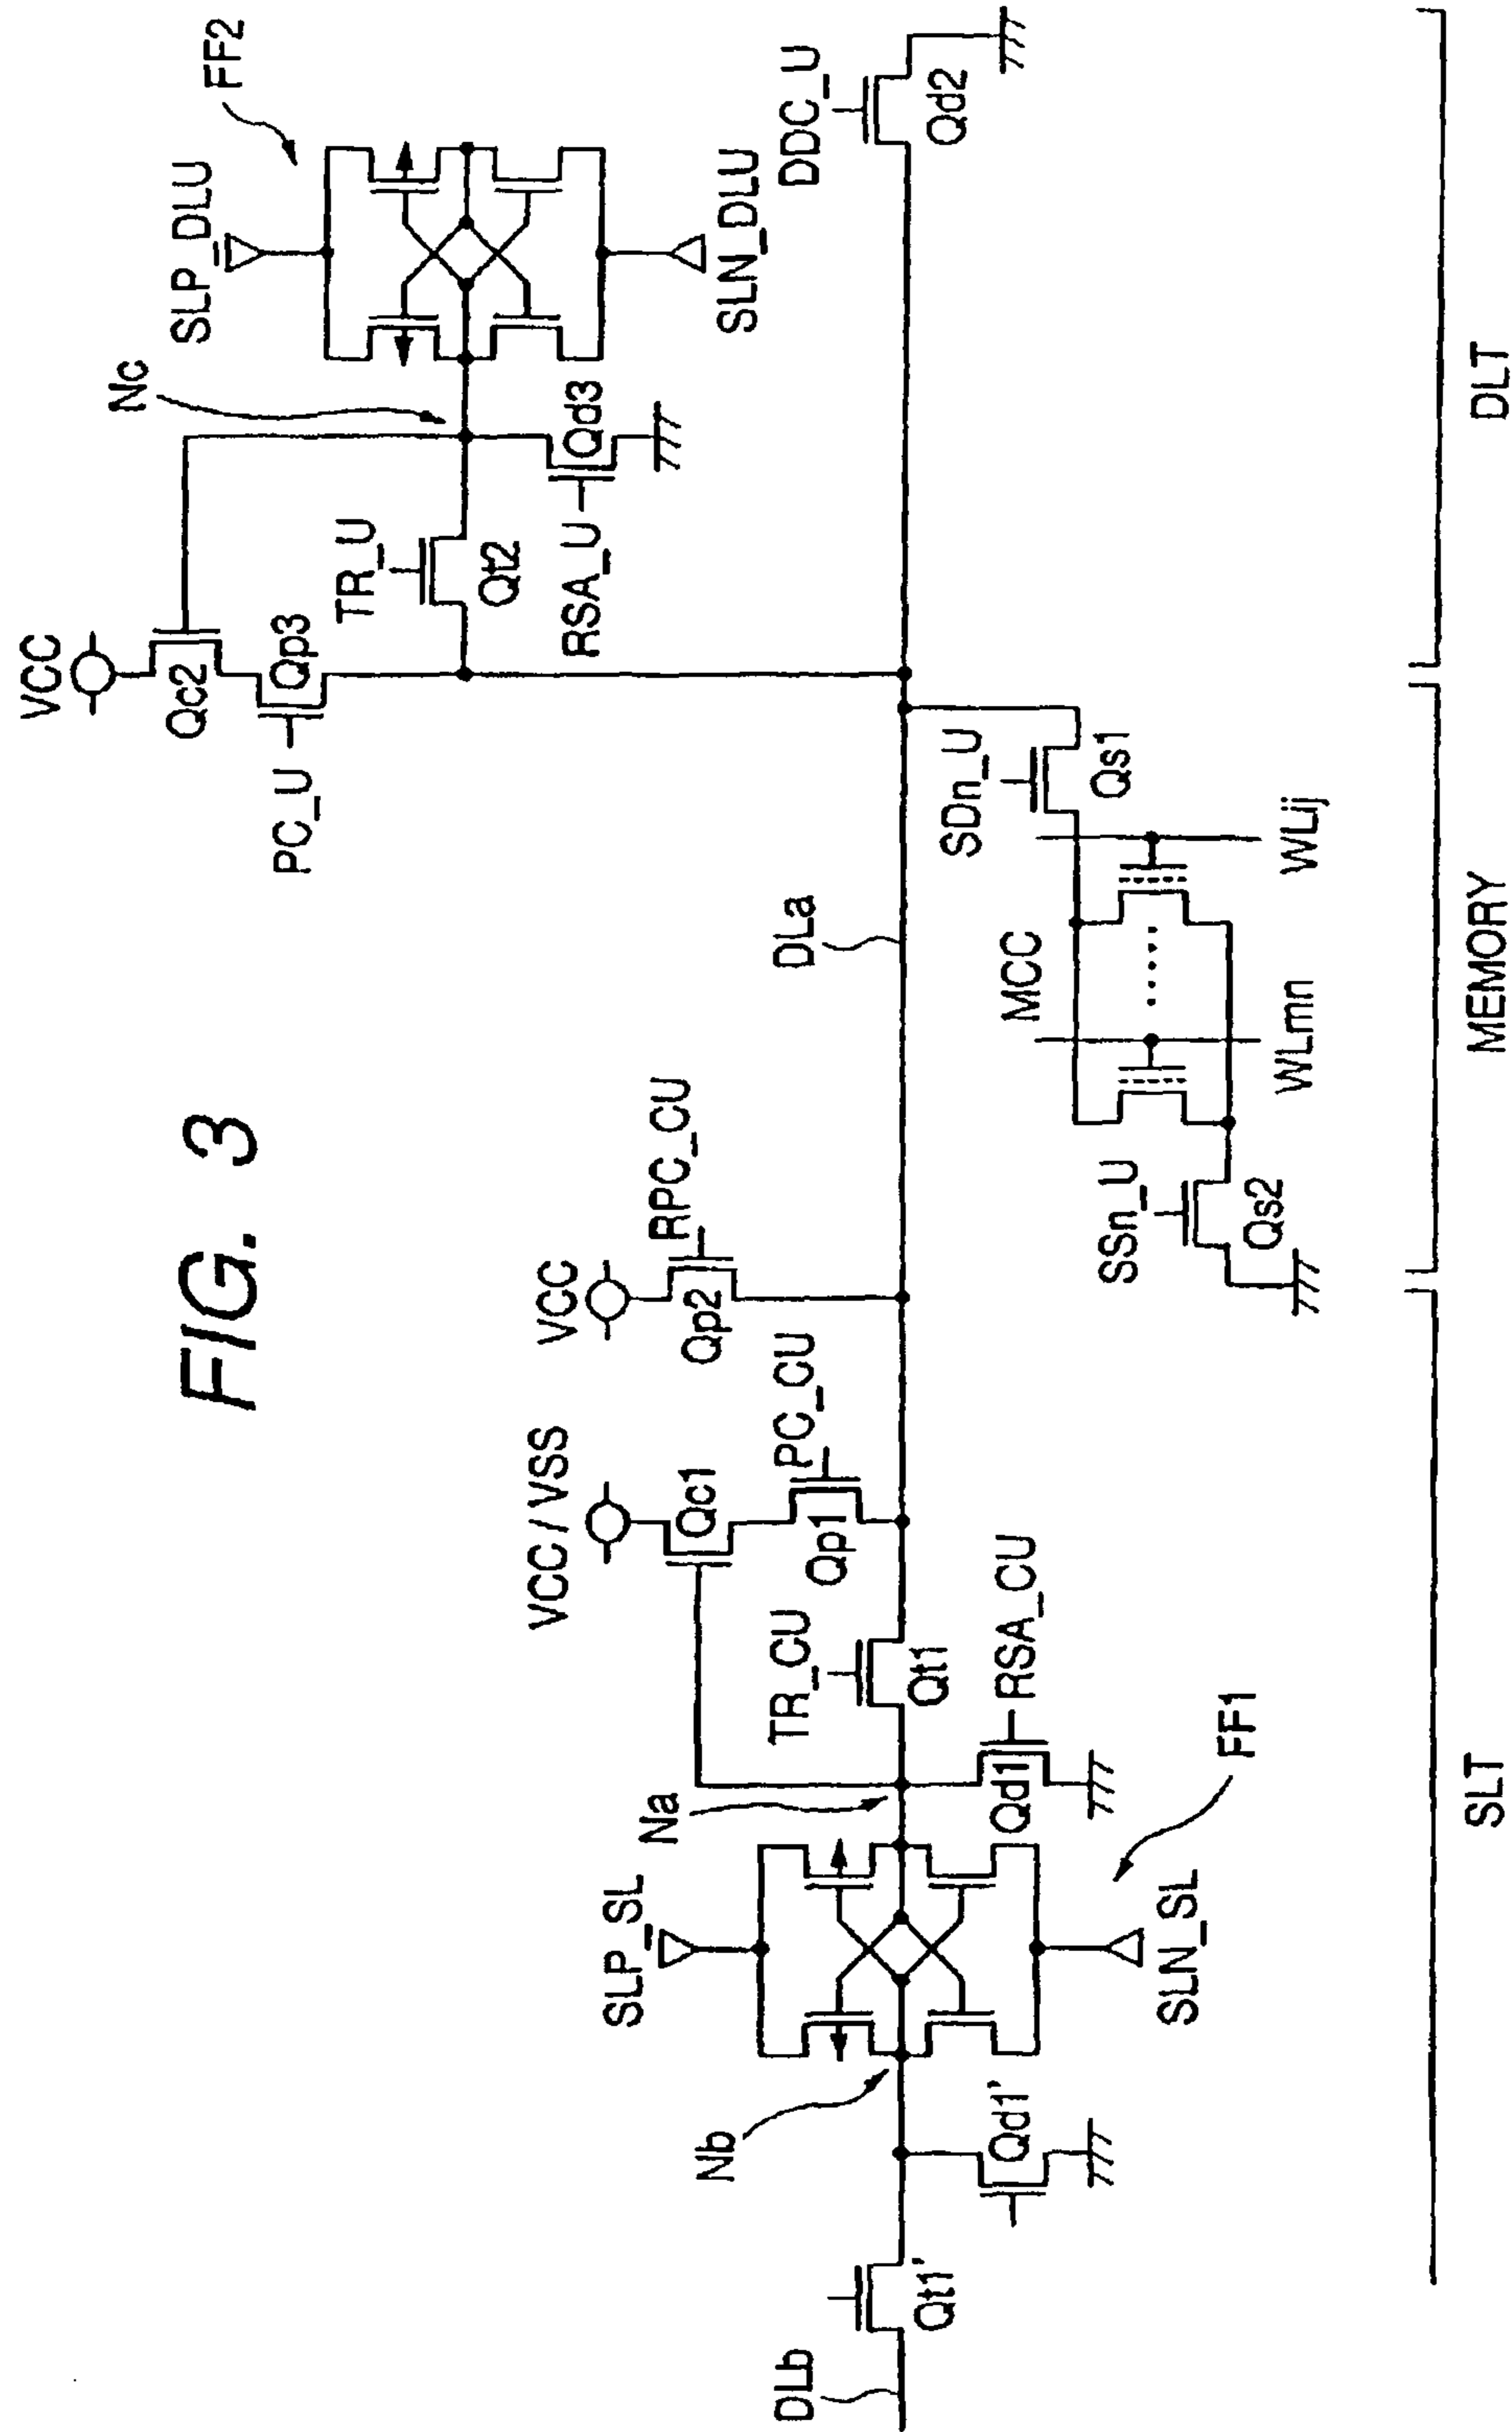 FIG. 3
VCC
Qc2
Qp3
PC_U
Nc
SLP_DLU
FF2
TR_U
Qt2
RSA_U
Qd3
SLN_DLU
DDC_U
Qd2
VCC/VSS
Qc1
VCC
RPC_CU
Qp2
PC_CU
Qp1
SLP_SL
Na
TR_CU
Qt1
DLa
DLb
Qt1'
Nb
Qd1'
Qd1
RSA_CU
SLN_SL
FF1
SDn_U
Qs1
MCC
WLij
WLmn
SSn_U
Qs2
SLT
MEMORY
DLT